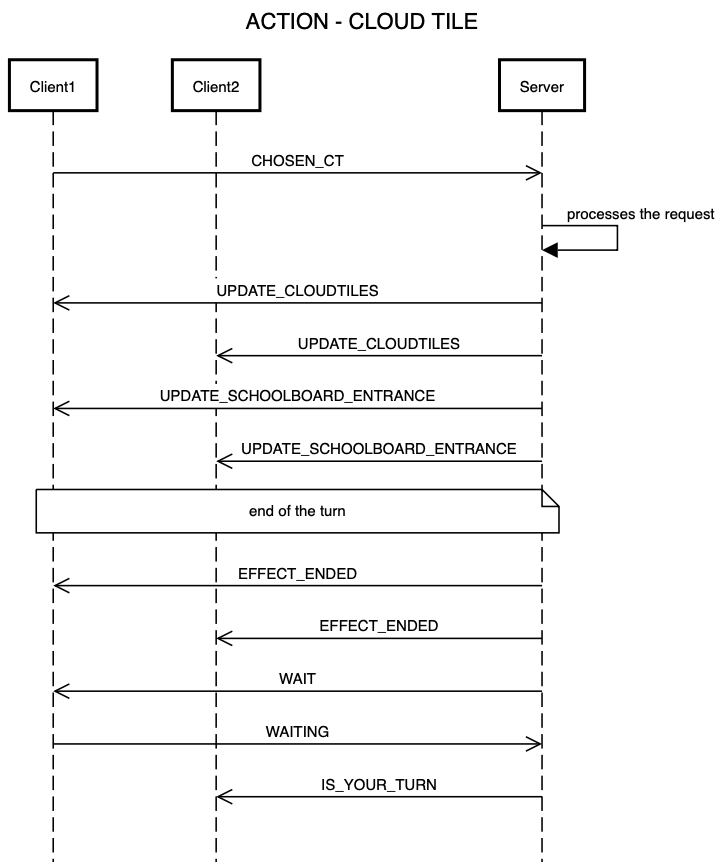 ACTION - CLOUD TILE
Client1
Client2
Server
CHOSEN_CT
processes the request
UPDATE_CLOUDTILES
UPDATE_CLOUDTILES
UPDATE_SCHOOLBOARD_ENTRANCE
UPDATE_SCHOOLBOARD_ENTRANCE
end of the turn
EFFECT_ENDED
EFFECT_ENDED
WAIT
WAITING
IS_YOUR_TURN